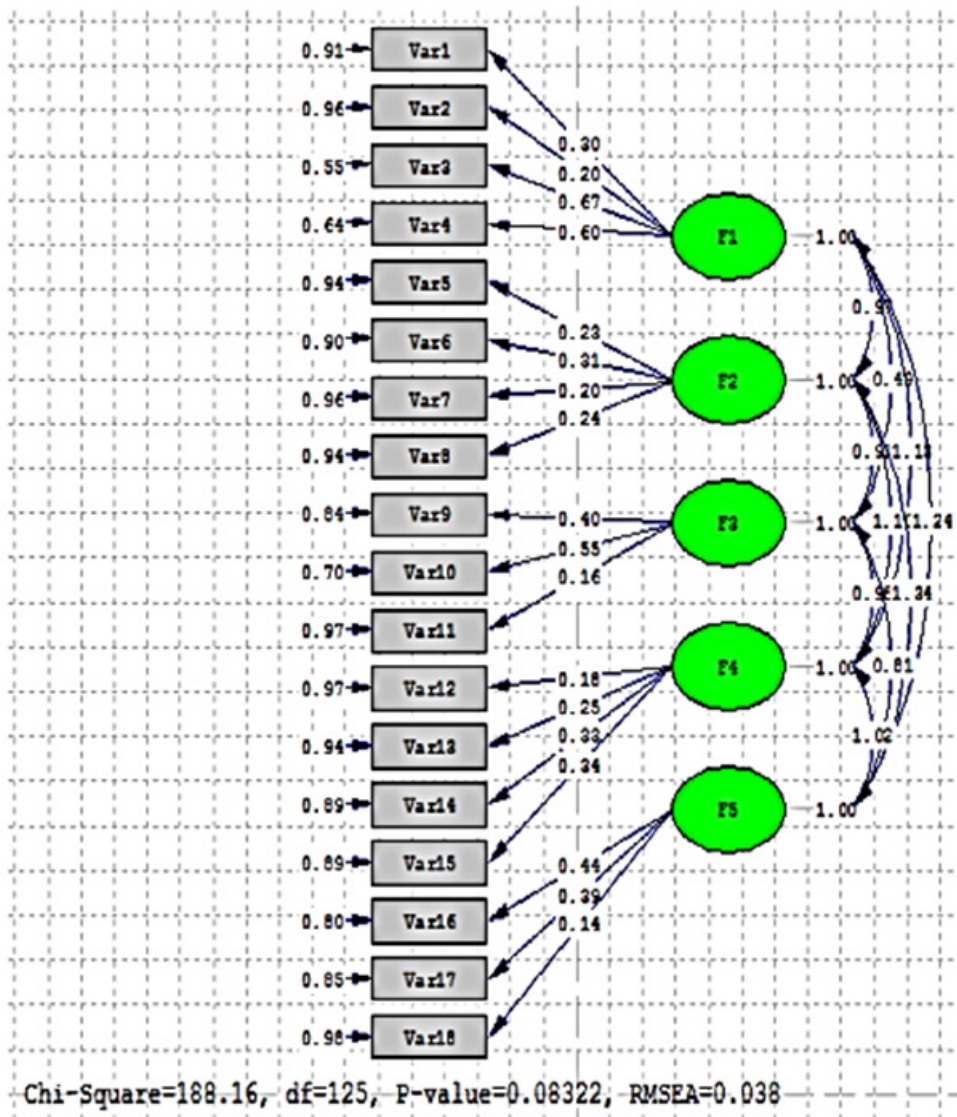 0.91 Var1
0.96 Var2
0.55 Var3
0.64 Var4
0.94 Var5
0.90 Var6
0.96 Var7
0.94 Var8
0.84 Var9
0.70 Var10
0.97 Var11
0.97 Var12
0.94 Var13
0.89 Var14
0.89 Var15
0.80 Var16
0.85 Var17
0.98 Var18
0.30
0.20
0.67
0.60
0.23
0.31
0.20
0.24
0.40
0.55
0.16
0.18
0.25
0.33
0.34
0.44
0.39
0.14
F1 1.00
F2 1.00
F3 1.00
F4 1.00
F5 1.00
1.24
1.34
0.81
1.02
Chi-Square=188.16, df=125, P-value=0.08322, RMSEA=0.038